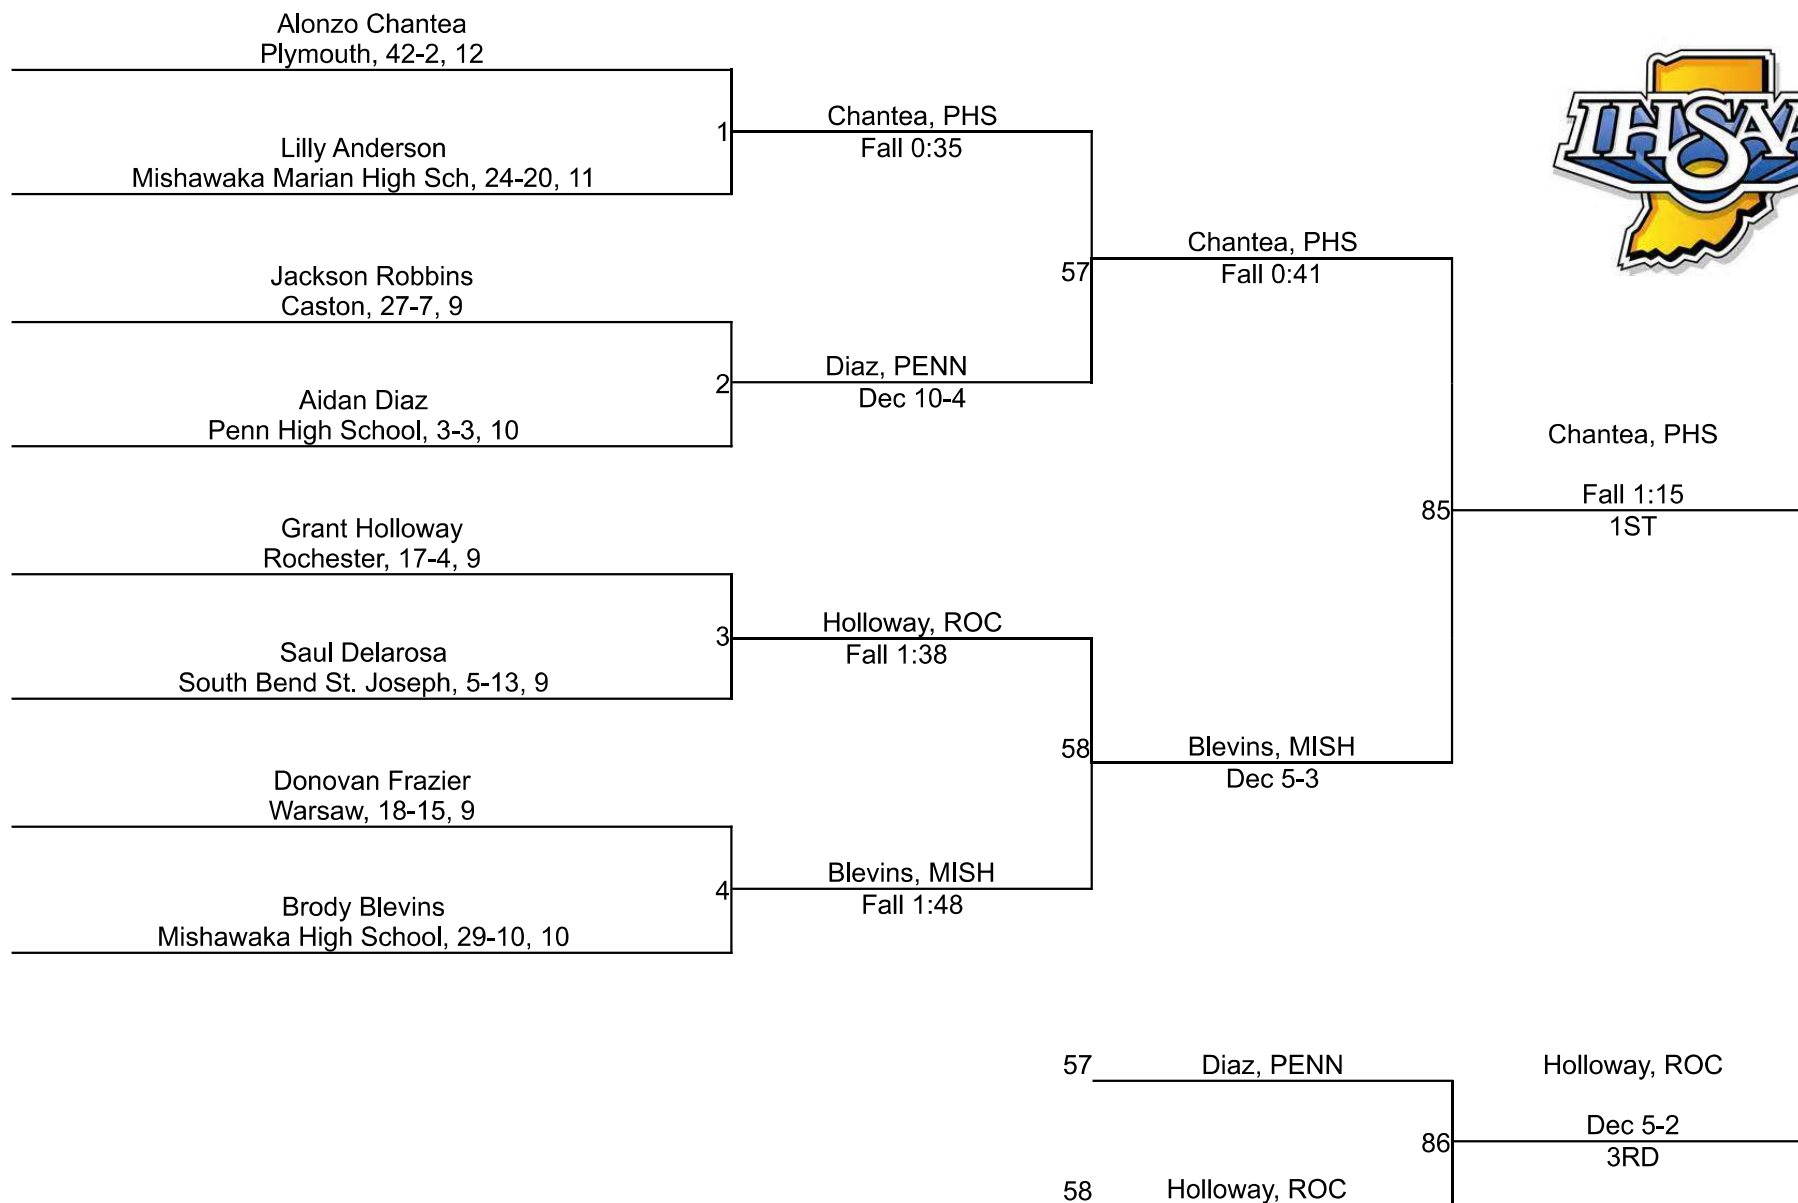 Alonzo Chantea
Plymouth, 42-2, 12
1
Chantea, PHS
Fall 0:35
Lilly Anderson
Mishawaka Marian High Sch, 24-20, 11
IHSAA
57
Chantea, PHS
Fall 0:41
Jackson Robbins
Caston, 27-7, 9
2
Diaz, PENN
Dec 10-4
Aidan Diaz
Penn High School, 3-3, 10
85
Chantea, PHS
Fall 1:15
1ST
Grant Holloway
Rochester, 17-4, 9
3
Holloway, ROC
Fall 1:38
Saul Delarosa
South Bend St. Joseph, 5-13, 9
58
Blevins, MISH
Dec 5-3
Donovan Frazier
Warsaw, 18-15, 9
4
Blevins, MISH
Fall 1:48
Brody Blevins
Mishawaka High School, 29-10, 10
57
Diaz, PENN
Holloway, ROC
86
Dec 5-2
3RD
58
Holloway, ROC